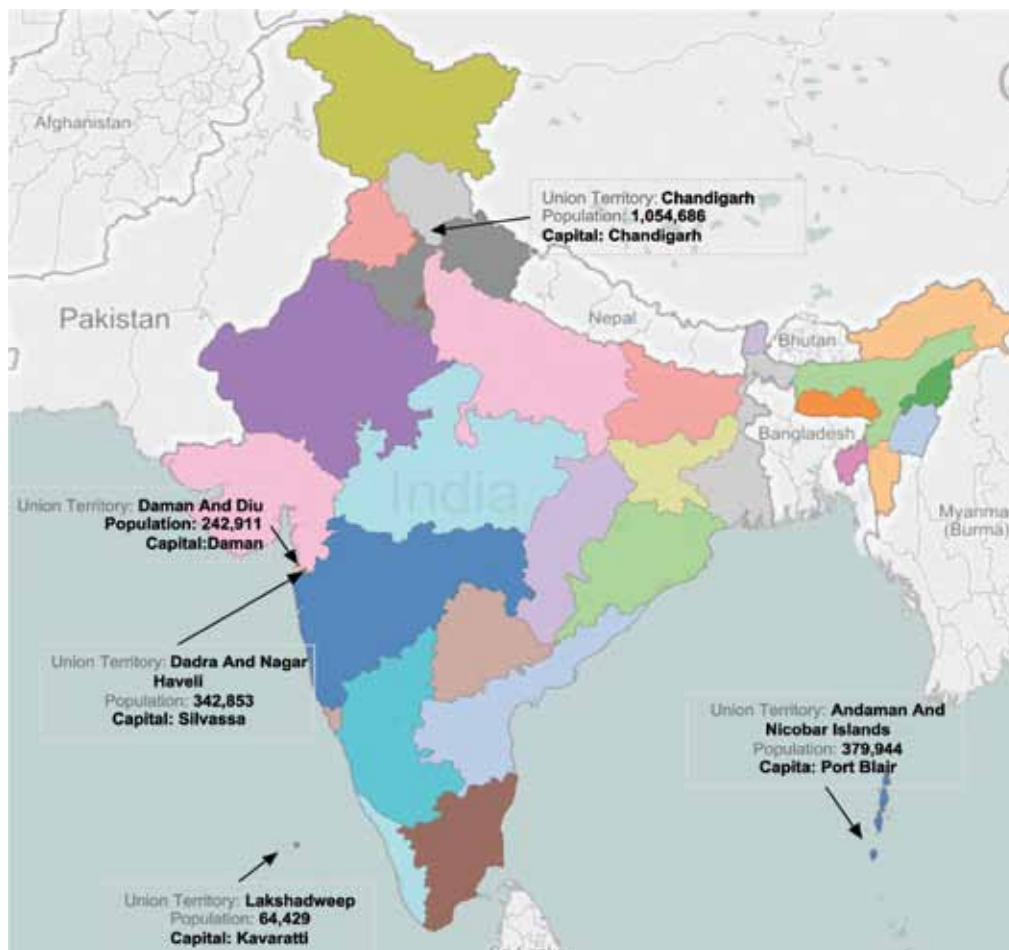 Afghanistan
Union Territory: Chandigarh
Population: 1,054,686
Capital: Chandigarh
Pakistan
Nepal
Bhutan
Bangladesh
India
Myanmar
(Burma)
Union Territory: Daman And Diu
Population: 242,911
Capital:Daman
Union Territory: Dadra And Nagar
Haveli
Population: 342,853
Capital: Silvassa
Union Territory: Andaman And
Nicobar Islands
Population: 379,944
Capita: Port Blair
Union Territory: Lakshadweep
Population: 64,429
Capital: Kavaratti